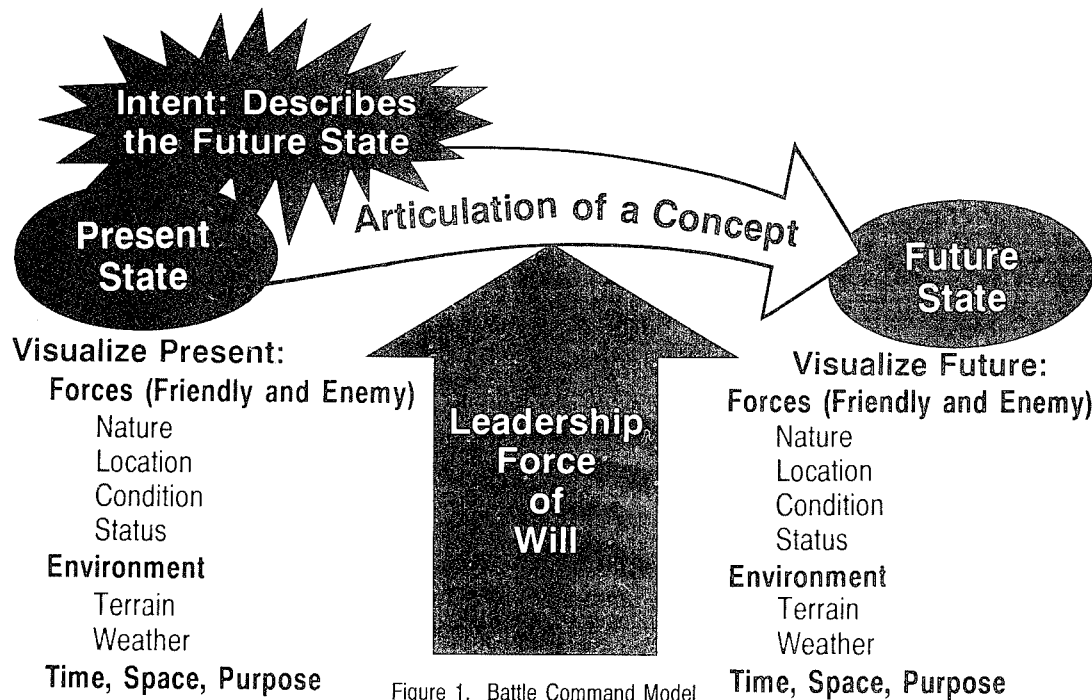 Intent: Describes
the Future State
Articulation of a Concept
Present
State
Future
State
Visualize Present:
Forces (Friendly and Enemy)
Nature
Location
Condition
Status
Environment
Terrain
Weather
Time, Space, Purpose
Leadership
Force
of
Will
Visualize Future:
Forces (Friendly and Enemy)
Nature
Location
Condition
Status
Environment
Terrain
Weather
Time, Space, Purpose
Figure 1. Battle Command Model